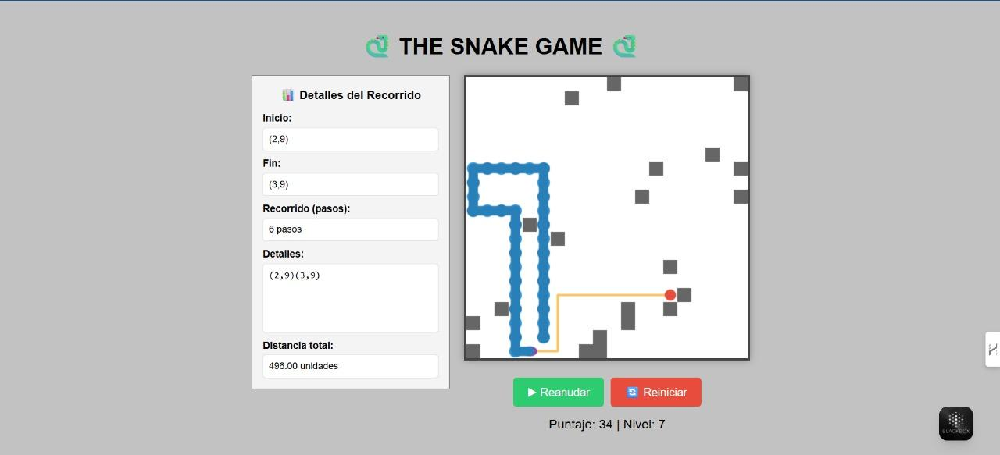 THE SNAKE GAME
Detalles del Recorrido
Inicio:
(2,9)
Fin:
(3,9)
Recorrido (pasos):
6 pasos
Detalles:
(2,9)(3,9)
Distancia total:
496.00 unidades
Reanudar
Reiniciar
Puntaje: 34 | Nivel: 7
BLACKBOX